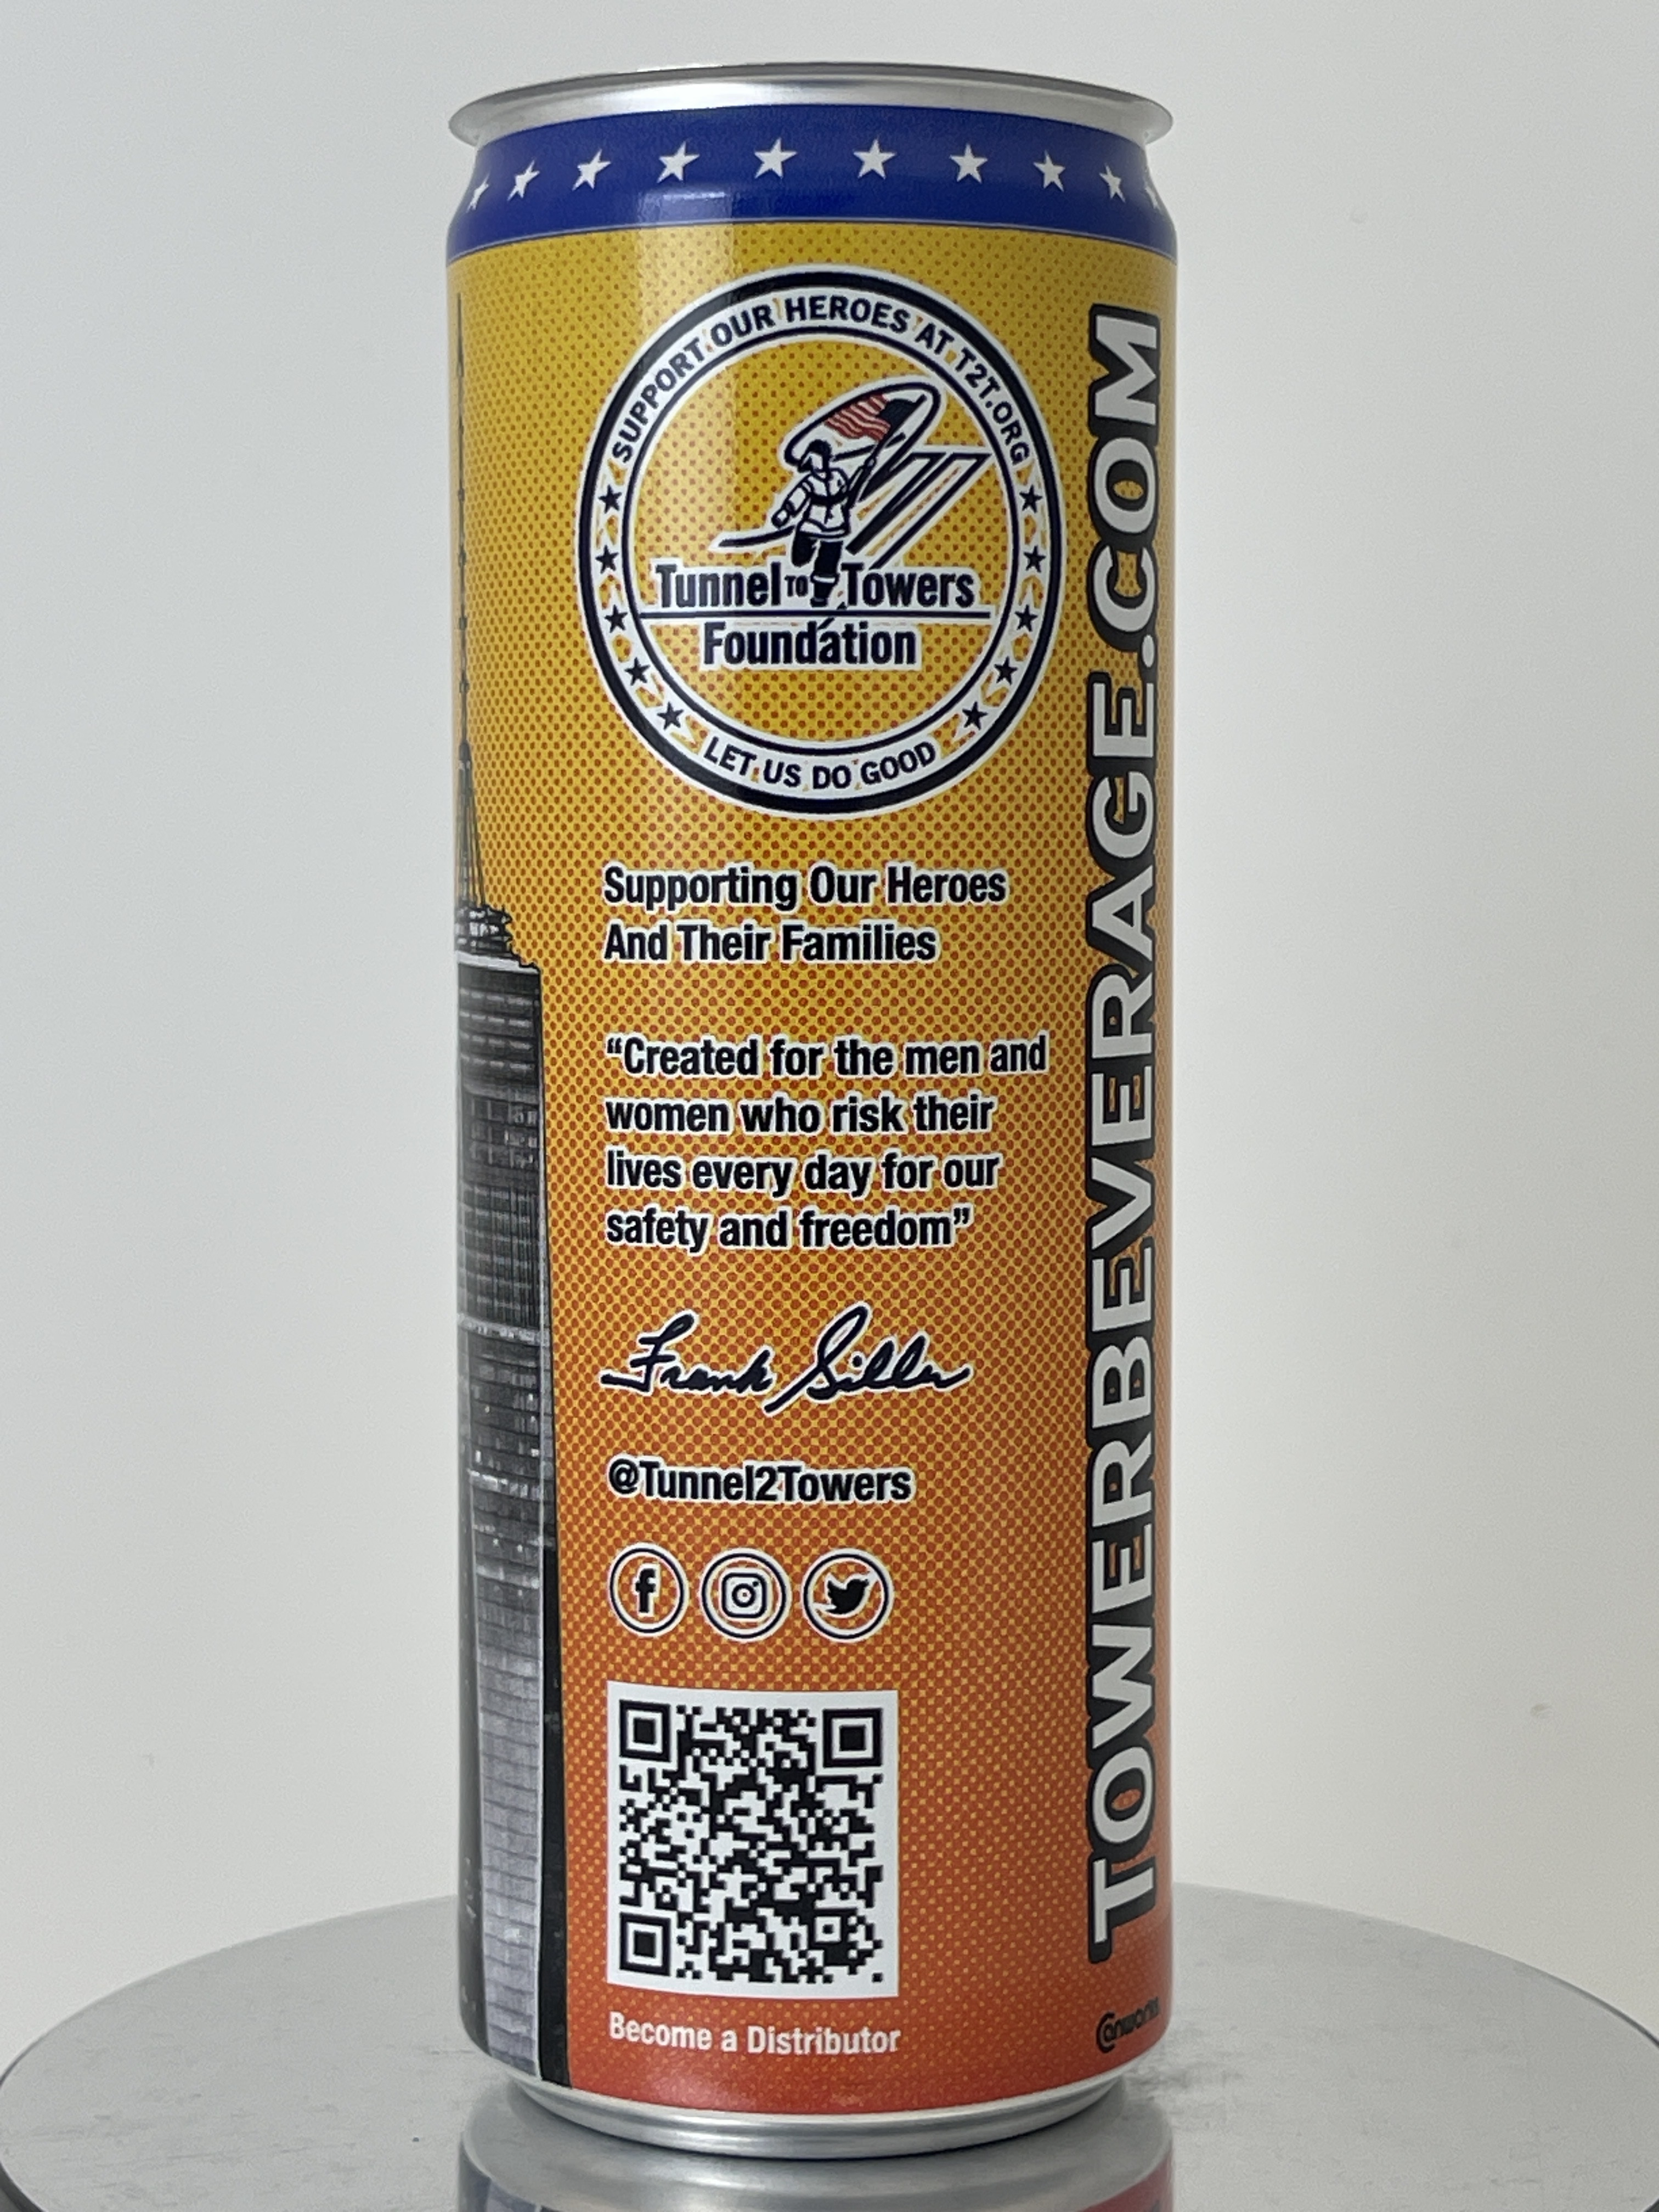 SUPPORT OUR HEROES AT T2T.ORG
Tunnel TO Towers
Foundation
LET US DO GOOD
Supporting Our Heroes
And Their Families
“Created for the men and
women who risk their
lives every day for our
safety and freedom”
Frank Siller
@Tunnel2Towers
Become a Distributor
TOWERBEVERAGE.COM
Canworks